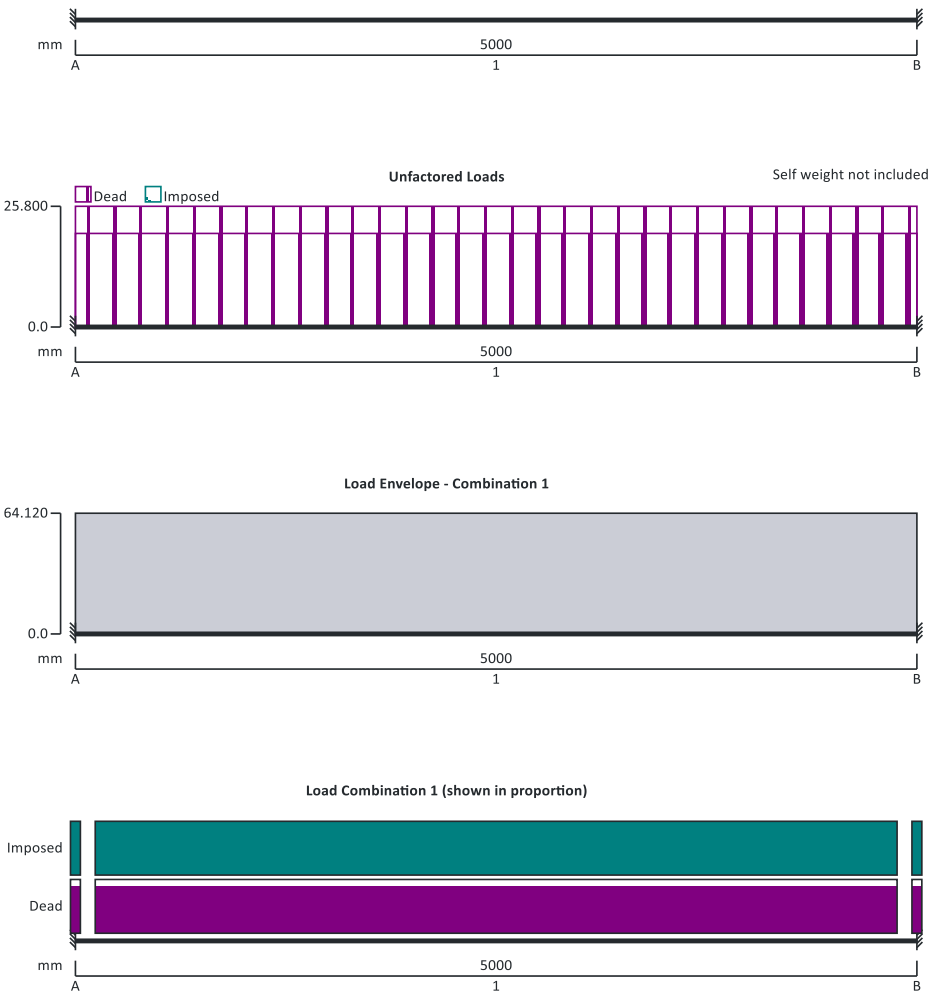 mm 5000
A 1 B
Unfactored Loads
Self weight not included
Dead Imposed
25.800
0.0
mm 5000
A 1 B
Load Envelope - Combination 1
64.120
0.0
mm 5000
A 1 B
Load Combination 1 (shown in proportion)
Imposed
Dead
mm 5000
A 1 B